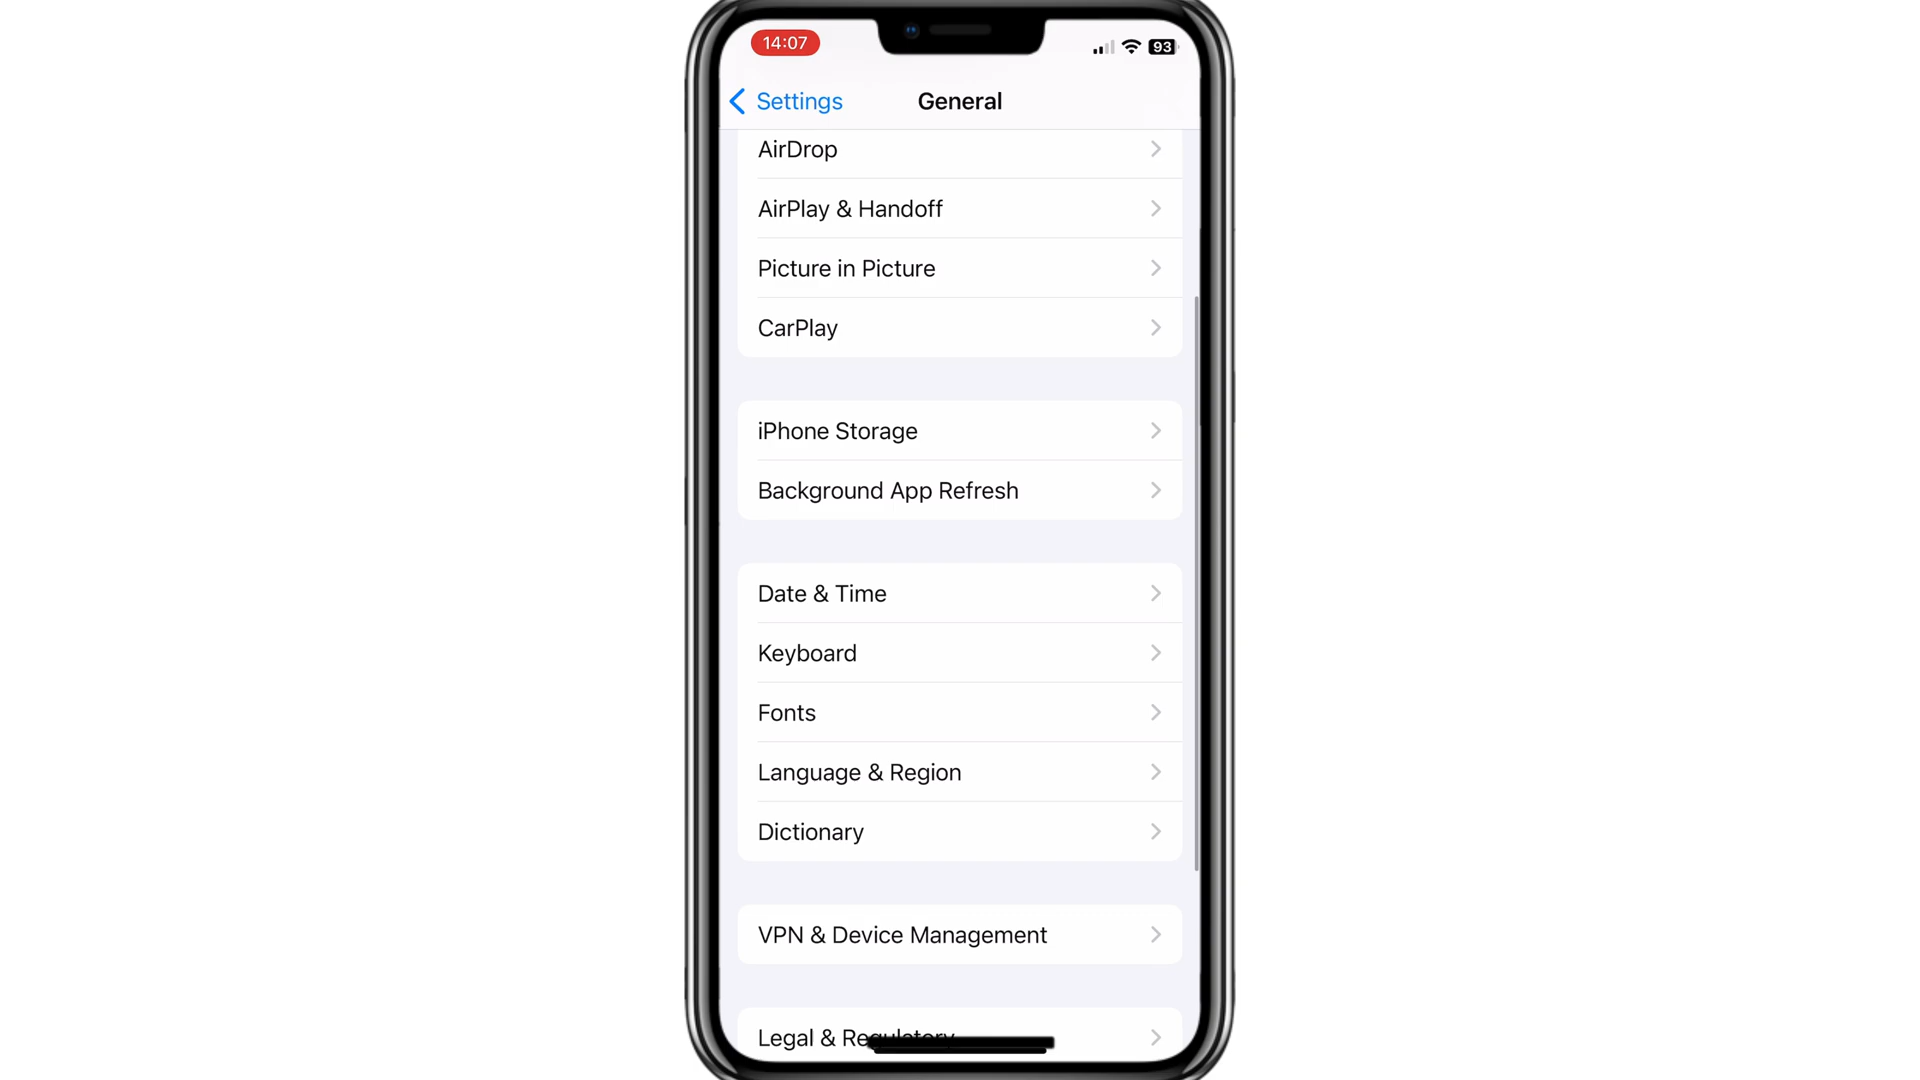 14:07
93
Settings
General
AirDrop
AirPlay & Handoff
Picture in Picture
CarPlay
iPhone Storage
Background App Refresh
Date & Time
Keyboard
Fonts
Language & Region
Dictionary
VPN & Device Management
Legal & Regulatory